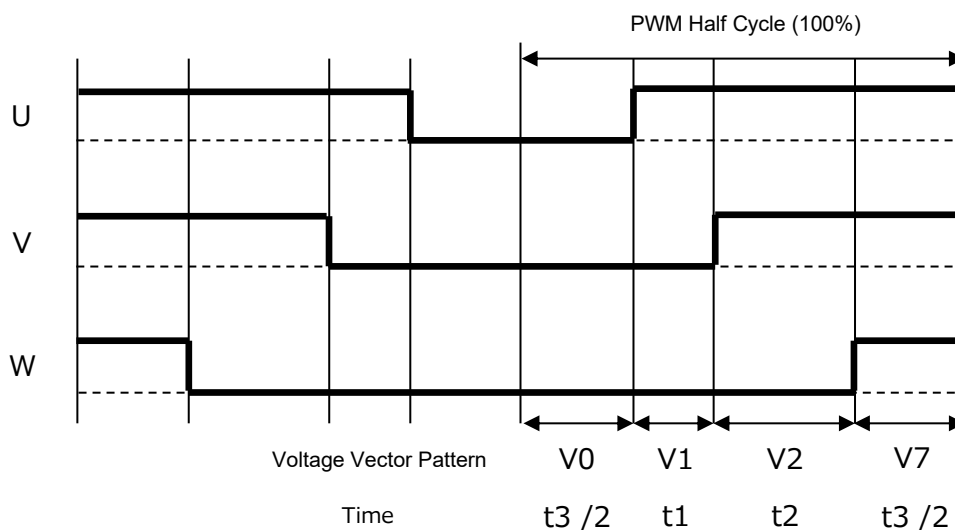 PWM Half Cycle (100%)
U
V
W
Voltage Vector Pattern V0 V1 V2 V7
Time t3 /2 t1 t2 t3 /2